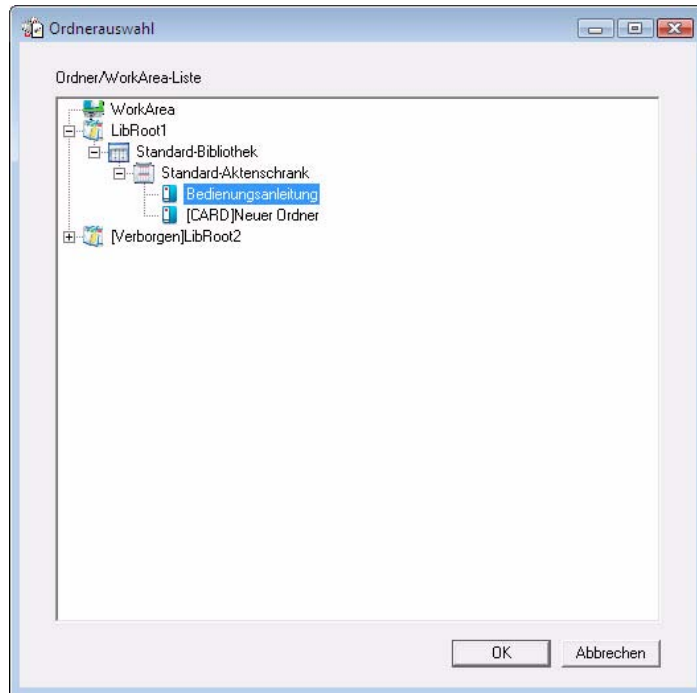 Ordnerauswahl
Ordner/WorkArea-Liste
WorkArea
LibRoot1
Standard-Bibliothek
Standard-Aktenschrank
Bedienungsanleitung
[CARD]Neuer Ordner
[Verborgen]LibRoot2
OK
Abbrechen